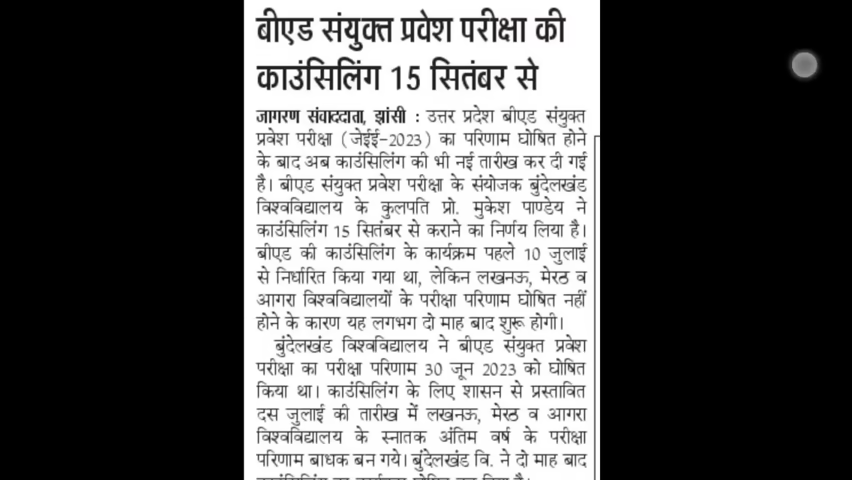 बीएड संयुक्त प्रवेश परीक्षा की
काउंसिलिंग 15 सितंबर से
जागरण संवाददाता, झांसी : उत्तर प्रदेश बीएड संयुक्त
प्रवेश परीक्षा (जेईई-2023) का परिणाम घोषित होने
के बाद अब काउंसिलिंग की भी नई तारीख कर दी गई
है। बीएड संयुक्त प्रवेश परीक्षा के संयोजक बुंदेलखंड
विश्वविद्यालय के कुलपति प्रो. मुकेश पाण्डेय ने
काउंसिलिंग 15 सितंबर से कराने का निर्णय लिया है।
बीएड की काउंसिलिंग के कार्यक्रम पहले 10 जुलाई
से निर्धारित किया गया था, लेकिन लखनऊ, मेरठ व
आगरा विश्वविद्यालयों के परीक्षा परिणाम घोषित नहीं
होने के कारण यह लगभग दो माह बाद शुरू होगी।
बुंदेलखंड विश्वविद्यालय ने बीएड संयुक्त प्रवेश
परीक्षा का परीक्षा परिणाम 30 जून 2023 को घोषित
किया था। काउंसिलिंग के लिए शासन से प्रस्तावित
दस जुलाई की तारीख में लखनऊ, मेरठ व आगरा
विश्वविद्यालय के स्नातक अंतिम वर्ष के परीक्षा
परिणाम बाधक बन गये। बुंदेलखंड वि. ने दो माह बाद